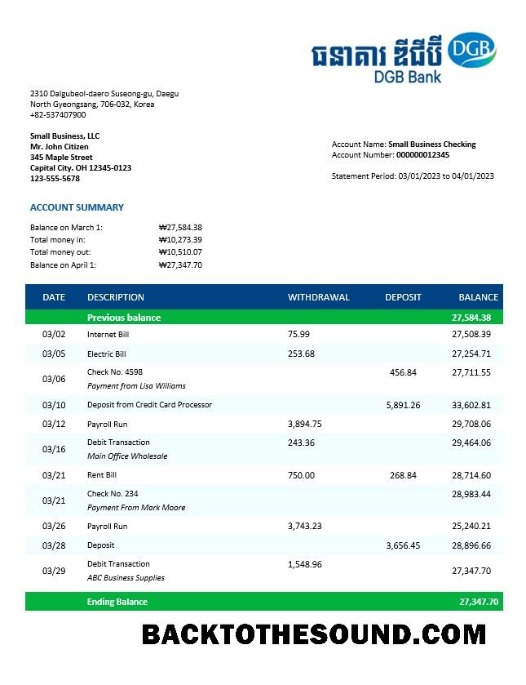 ធនាគារ ឌីជីប៊ី DGB
DGB Bank
2310 Dalgubeol-daero Suseong-gu, Daegu
North Gyeongsang, 706-032, Korea
+82-537407900
Small Business, LLC
Mr. John Citizen
345 Maple Street
Capital City. OH 12345-0123
123-555-5678
Account Name: Small Business Checking
Account Number: 000000012345
Statement Period: 03/01/2023 to 04/01/2023
ACCOUNT SUMMARY
Balance on March 1: ₩27,584.38
Total money in: ₩10,273.39
Total money out: ₩10,510.07
Balance on April 1: ₩27,347.70
DATE DESCRIPTION WITHDRAWAL DEPOSIT BALANCE
Previous balance 27,584.38
03/02 Internet Bill 75.99 27,508.39
03/05 Electric Bill 253.68 27,254.71
03/06 Check No. 4598 456.84 27,711.55
Payment from Lisa Williams
03/10 Deposit from Credit Card Processor 5,891.26 33,602.81
03/12 Payroll Run 3,894.75 29,708.06
03/16 Debit Transaction 243.36 29,464.06
Main Office Wholesale
03/21 Rent Bill 750.00 268.84 28,714.60
03/21 Check No. 234 28,983.44
Payment From Mark Moore
03/26 Payroll Run 3,743.23 25,240.21
03/28 Deposit 3,656.45 28,896.66
03/29 Debit Transaction 1,548.96 27,347.70
ABC Business Supplies
Ending Balance 27,347.70
BACKTOTHESOUND.COM